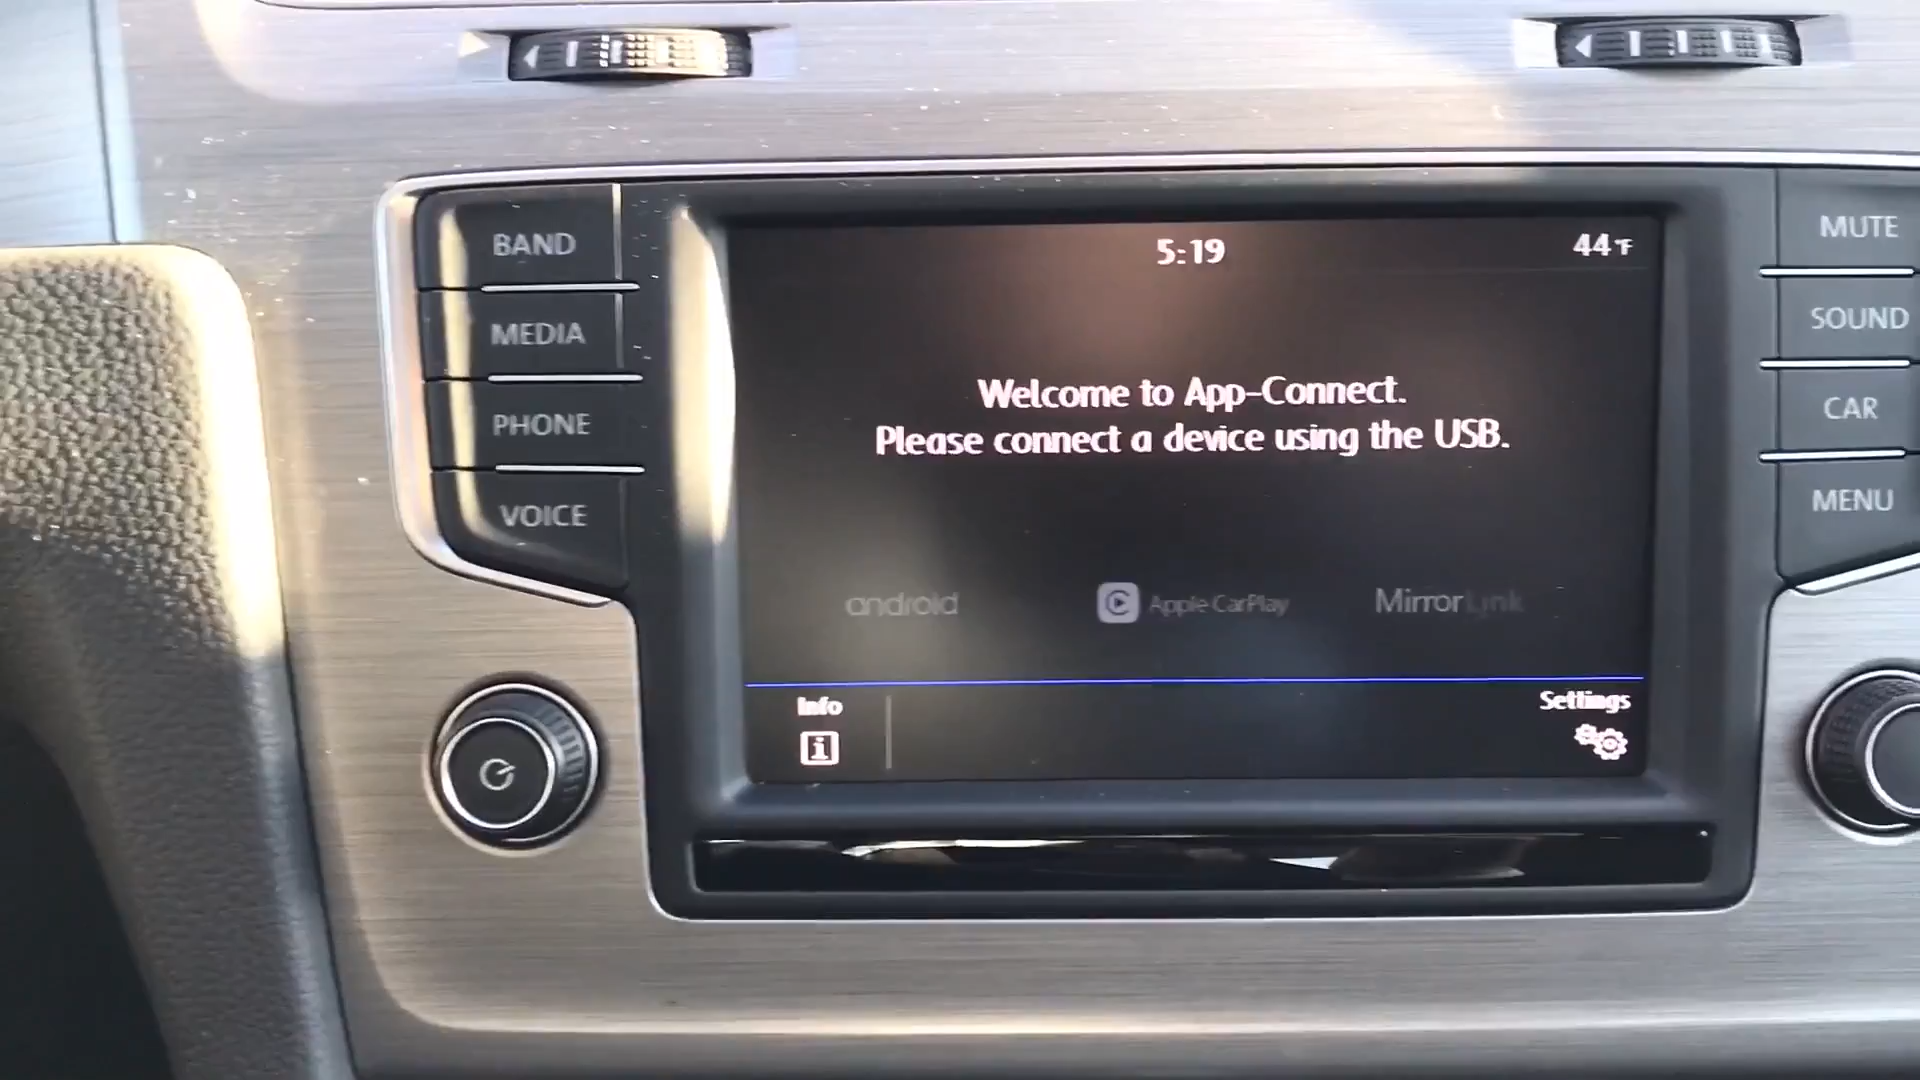 BAND
MEDIA
PHONE
VOICE
5:19
44°F
Welcome to App-Connect.
Please connect a device using the USB.
android
Apple CarPlay
MirrorLink
Info
Settings
MUTE
SOUND
CAR
MENU